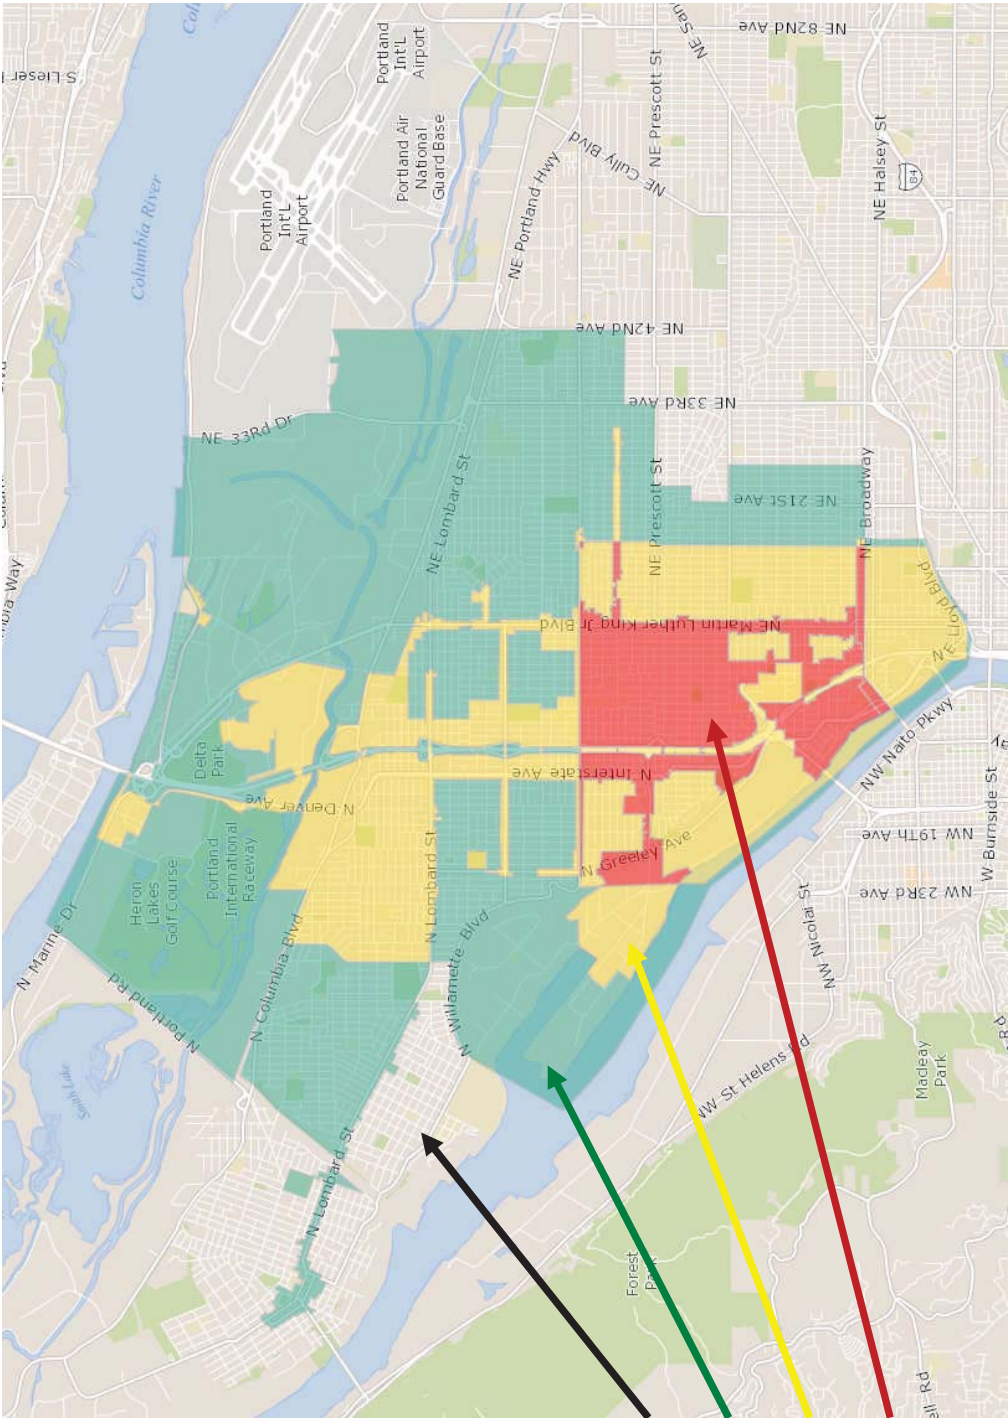 S Lieser
Columbia River
Portland
Int'L
Airport
Portland
Int'L
Airport
Portland Air
National
Guard Base
NE 82Nd Ave
NE San
NE Prescott St
NE Cully Blvd
NE Portland Hwy
NE Halsey St
84
NE 42Nd Ave
NE 33Rd Ave
NE 33Rd Dr
NE Lombard St
NE Prescott St
NE 21St Ave
NE Broadway
NE Lloyd Blvd
NE Martin Luther King Jr Blvd
Delta
Park
N Denver Ave
N Interstate Ave
NW Naito Pkwy
Heron
Lakes
Golf Course
Portland
International
Raceway
N Lombard St
N Greeley Ave
NW 19Th Ave
W Burnside St
NW 23Rd Ave
N Marine Dr
N Portland Rd
N Columbia Blvd
N Willamette Blvd
NW Nicolai St
Smith Lake
NW St Helens Rd
Macleay
Park
N Lombard St
Forest
Park